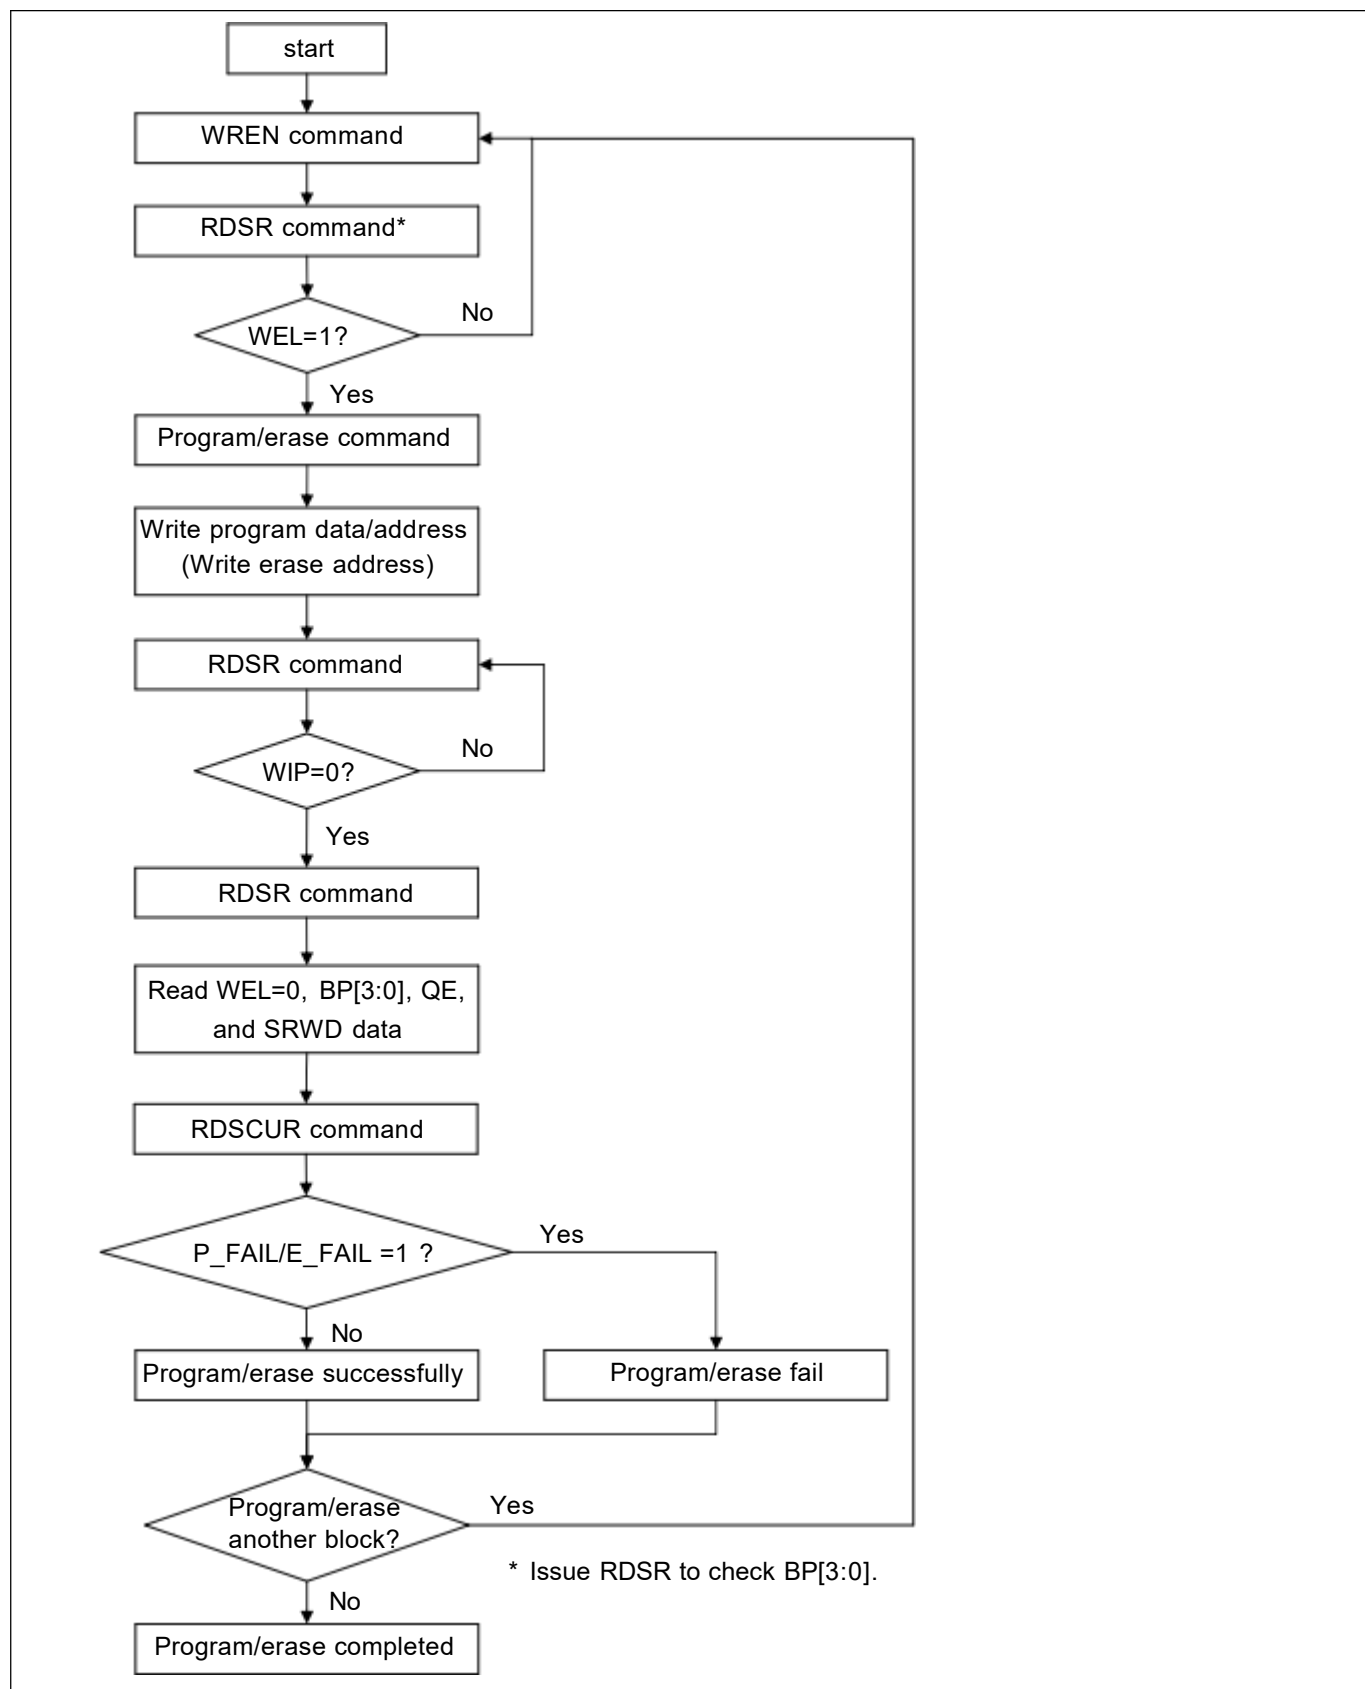 start
WREN command
RDSR command*
WEL=1?
No
Yes
Program/erase command
Write program data/address
(Write erase address)
RDSR command
WIP=0?
No
Yes
RDSR command
Read WEL=0, BP[3:0], QE,
and SRWD data
RDSCUR command
P_FAIL/E_FAIL =1 ?
Yes
No
Program/erase successfully
Program/erase fail
Program/erase
another block?
Yes
* Issue RDSR to check BP[3:0].
No
Program/erase completed